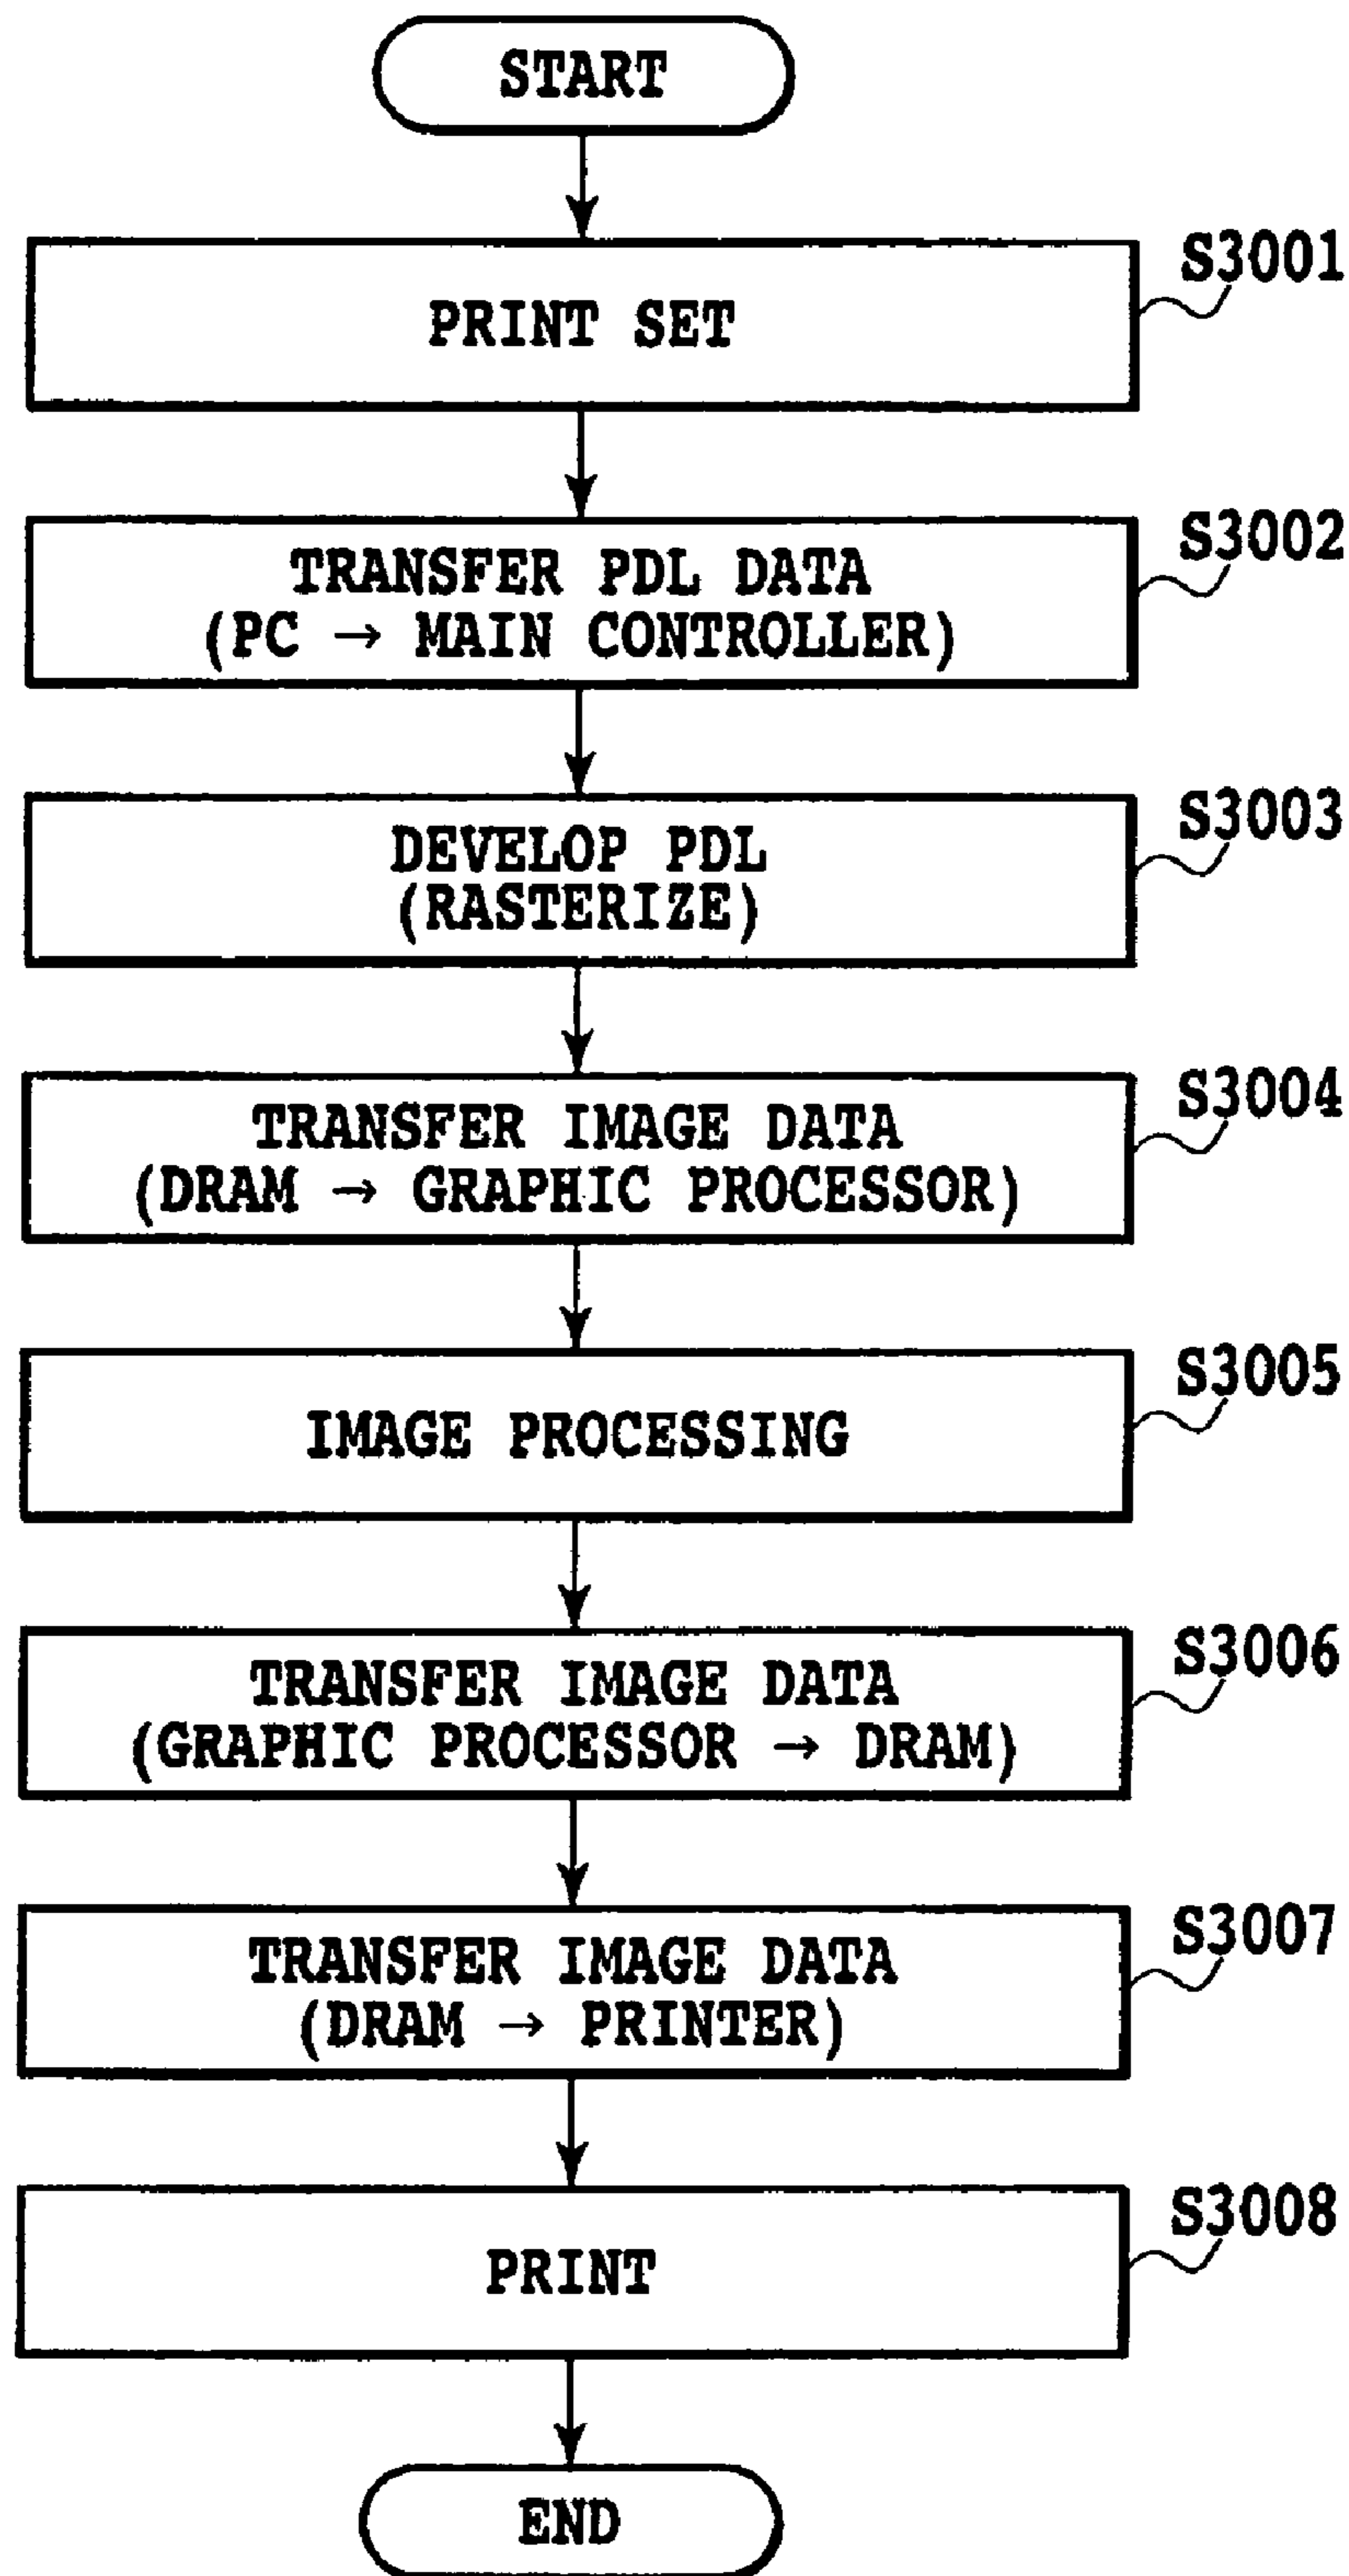 START
S3001
PRINT SET
S3002
TRANSFER PDL DATA
(PC → MAIN CONTROLLER)
S3003
DEVELOP PDL
(RASTERIZE)
S3004
TRANSFER IMAGE DATA
(DRAM → GRAPHIC PROCESSOR)
S3005
IMAGE PROCESSING
S3006
TRANSFER IMAGE DATA
(GRAPHIC PROCESSOR → DRAM)
S3007
TRANSFER IMAGE DATA
(DRAM → PRINTER)
S3008
PRINT
END